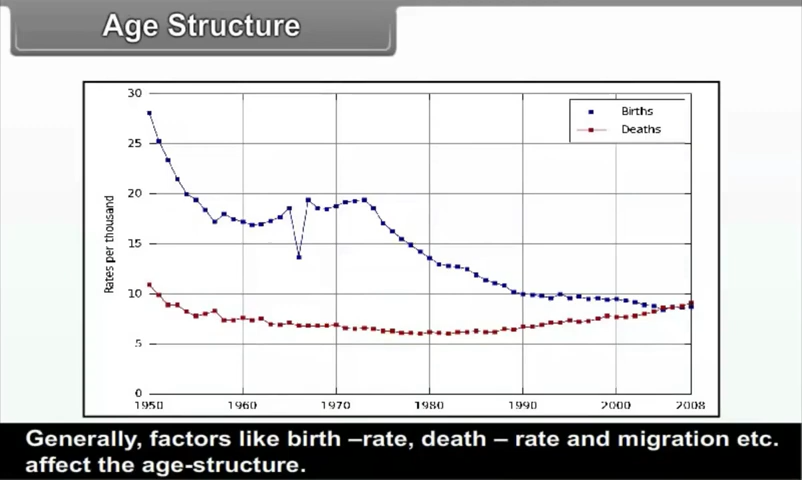 Age Structure
30
Births
Deaths
25
20
Rates per thousand
15
10
5
0
1950 1960 1970 1980 1990 2000 2008
Generally, factors like birth –rate, death – rate and migration etc.
affect the age-structure.